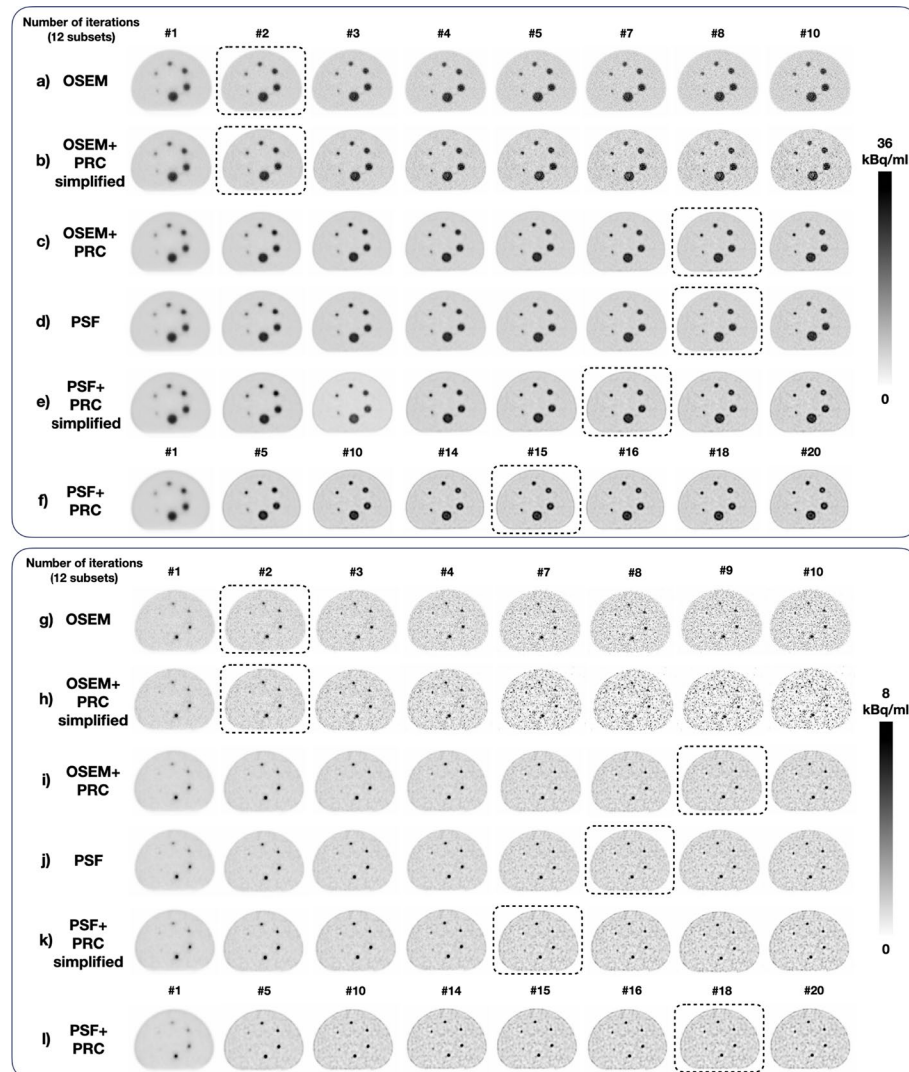 Number of iterations
(12 subsets)
#1 #2 #3 #4 #5 #7 #8 #10
a) OSEM
b) OSEM+
PRC
simplified
36
kBq/ml
c) OSEM+
PRC
d) PSF
e) PSF+
PRC
simplified
0
#1 #5 #10 #14 #15 #16 #18 #20
f) PSF+
PRC
Number of iterations
(12 subsets)
#1 #2 #3 #4 #7 #8 #9 #10
g) OSEM
h) OSEM+
PRC
simplified
8
kBq/ml
i) OSEM+
PRC
j) PSF
k) PSF+
PRC
simplified
0
#1 #5 #10 #14 #15 #16 #18 #20
l) PSF+
PRC